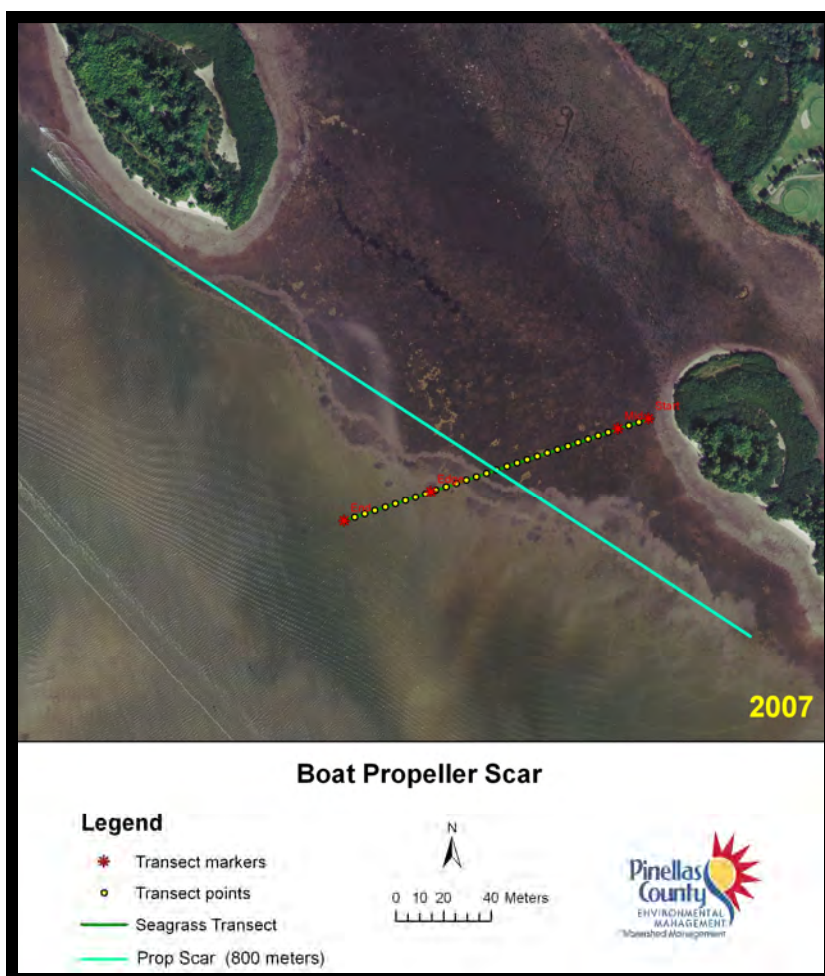 Start
End
2007
Boat Propeller Scar
Legend
Transect markers
Transect points
Seagrass Transect
Prop Scar (800 meters)
N
0 10 20 40 Meters
Pinellas
County
ENVIRONMENTAL
MANAGEMENT
Watershed Management